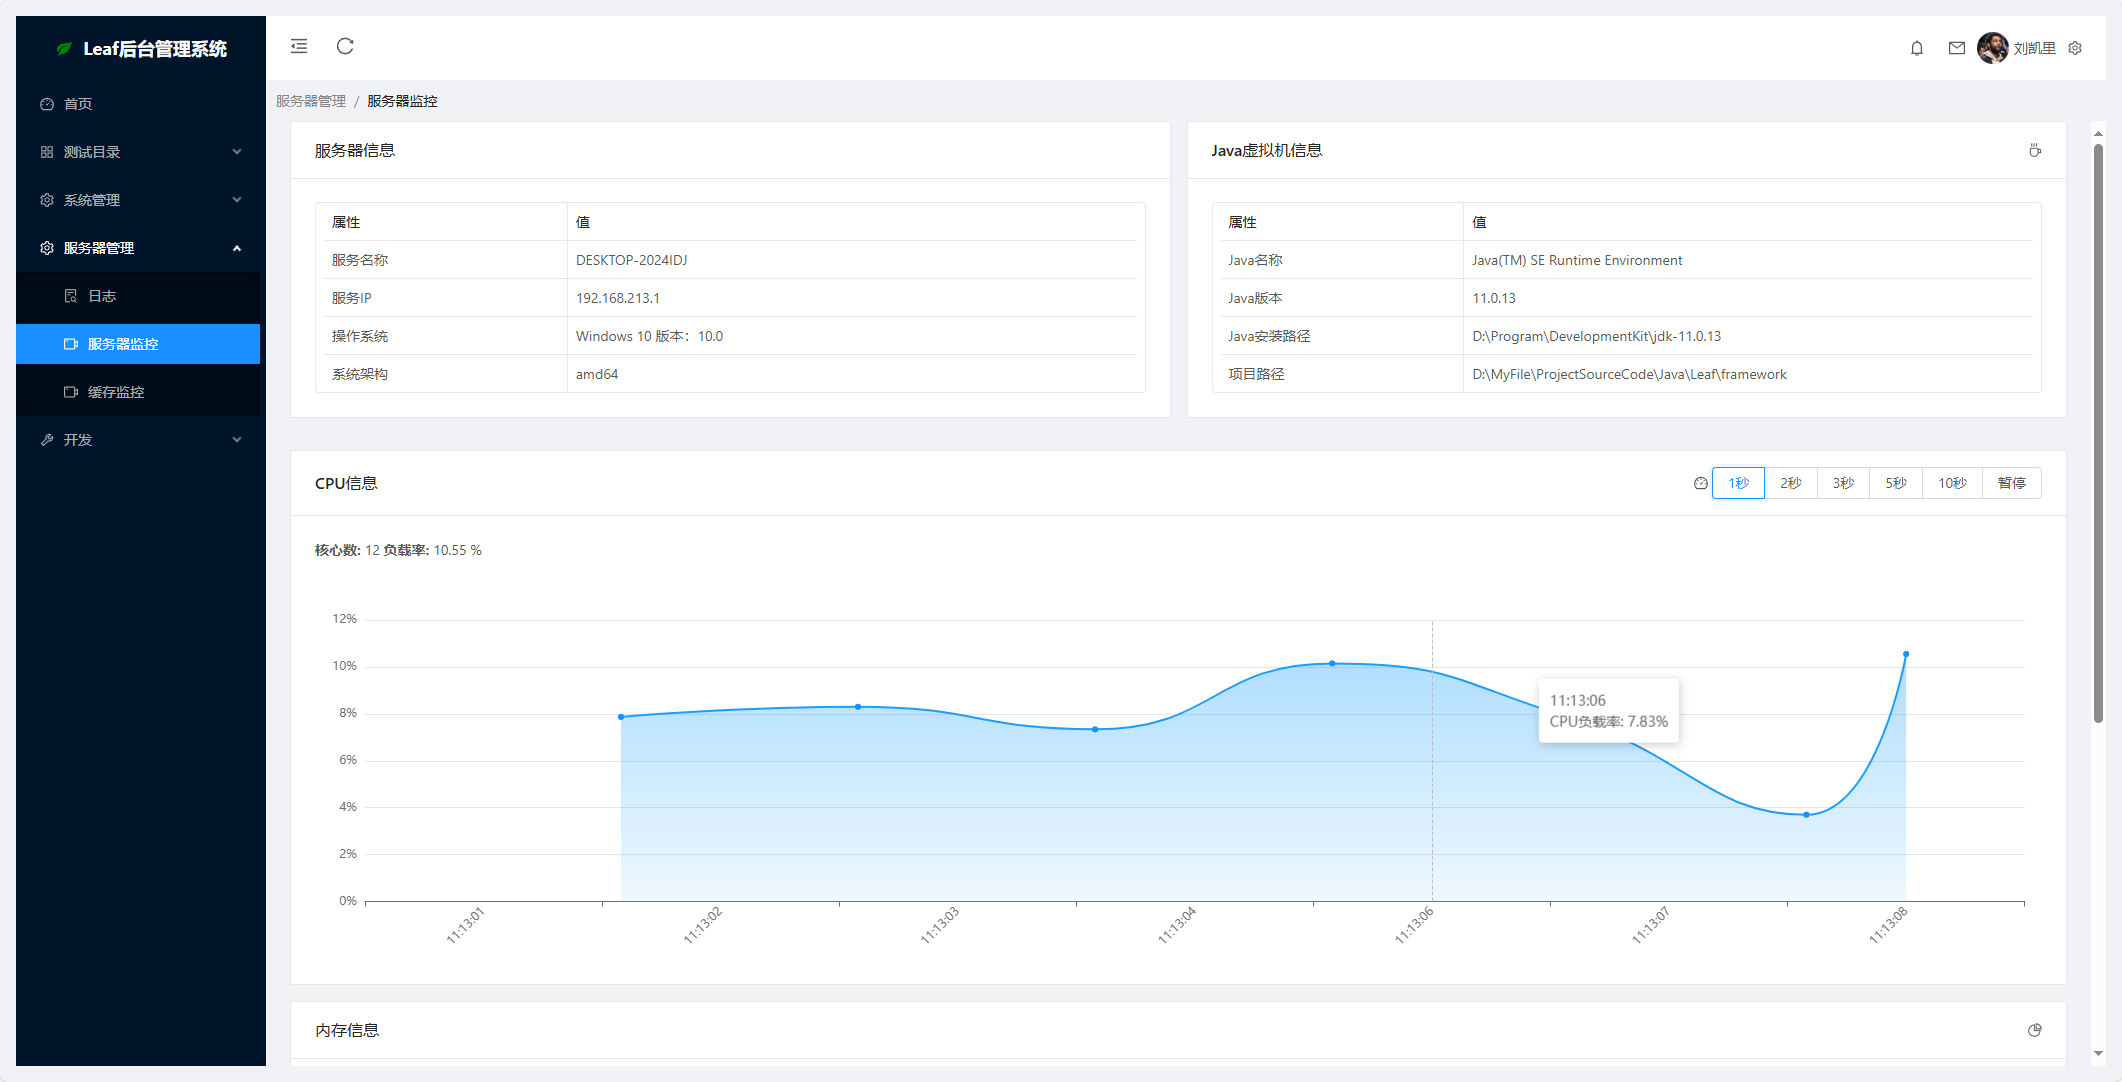 Leaf后台管理系统
首页
测试目录
系统管理
服务器管理
日志
服务器监控
缓存监控
开发
刘凯里
服务器管理 / 服务器监控
服务器信息
属性 值
服务名称 DESKTOP-2024IDJ
服务IP 192.168.213.1
操作系统 Windows 10 版本：10.0
系统架构 amd64
Java虚拟机信息
属性 值
Java名称 Java(TM) SE Runtime Environment
Java版本 11.0.13
Java安装路径 D:\Program\DevelopmentKit\jdk-11.0.13
项目路径 D:\MyFile\ProjectSourceCode\Java\Leaf\framework
CPU信息
1秒 2秒 3秒 5秒 10秒 暂停
核心数: 12 负载率: 10.55 %
12%
10%
8%
6%
4%
2%
0%
11:13:06
CPU负载率: 7.83%
11:13:01 11:13:02 11:13:03 11:13:04 11:13:06 11:13:07 11:13:08
内存信息